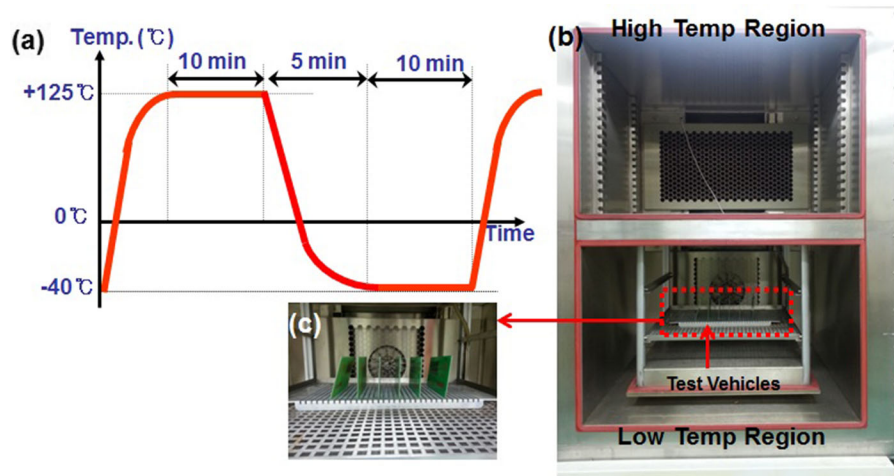 (a)
Temp. (℃)
10 min
5 min
10 min
+125℃
0℃
Time
-40℃
(b)
High Temp Region
Test Vehicles
Low Temp Region
(c)